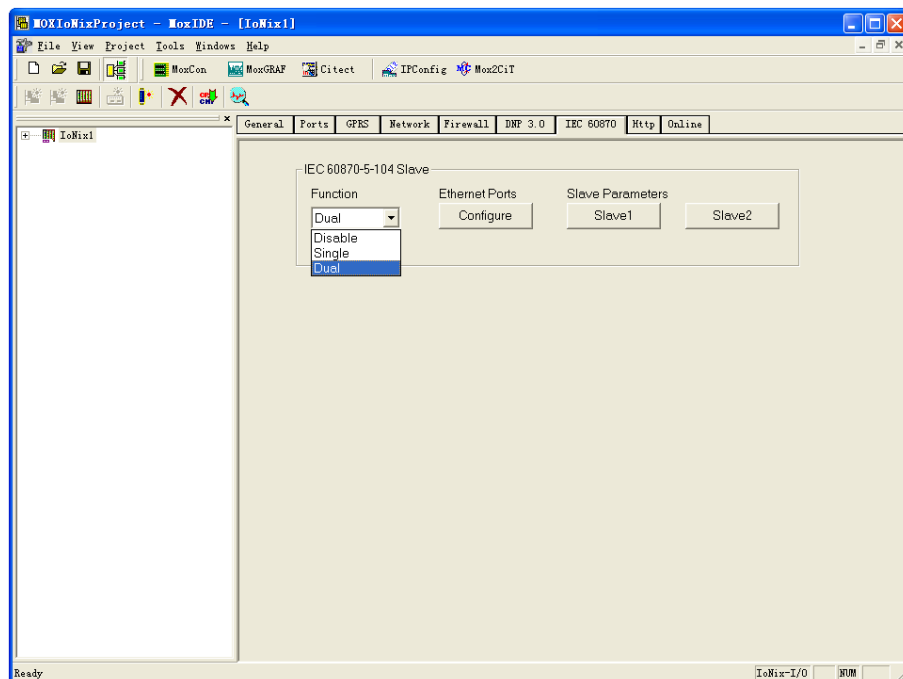 MOXIoNixProject - MoxIDE - [IoNix1]
File View Project Tools Windows Help
MoxCon MoxGRAF Citect IPConfig Mox2CiT
IoNix1
General Ports GPRS Network Firewall DNP 3.0 IEC 60870 Http Online
IEC 60870-5-104 Slave
Function Ethernet Ports Slave Parameters
Dual Configure Slave1 Slave2
Disable
Single
Dual
Ready IoNix-I/O NUM